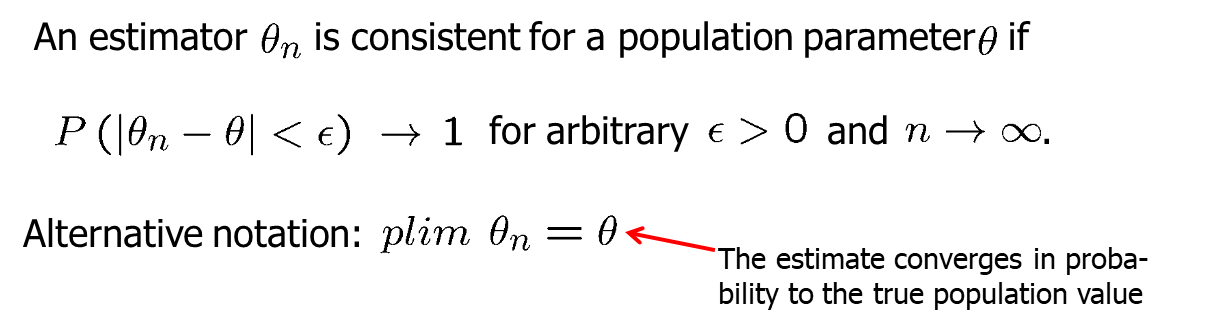 An estimator θn is consistent for a population parameter θ if
P (|θn − θ| < ϵ) → 1 for arbitrary ϵ > 0 and n → ∞.
Alternative notation: plim θn = θ
The estimate converges in proba-
bility to the true population value